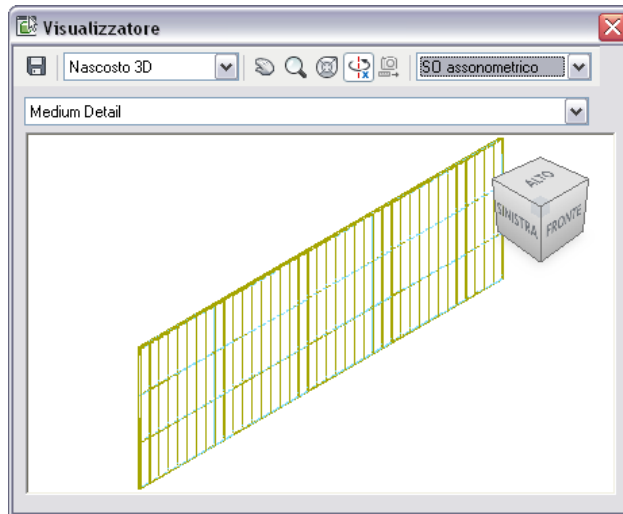 Visualizzatore
Nascosto 3D
SO assonometrico
Medium Detail
ALTO
SINISTRA
FRONTE